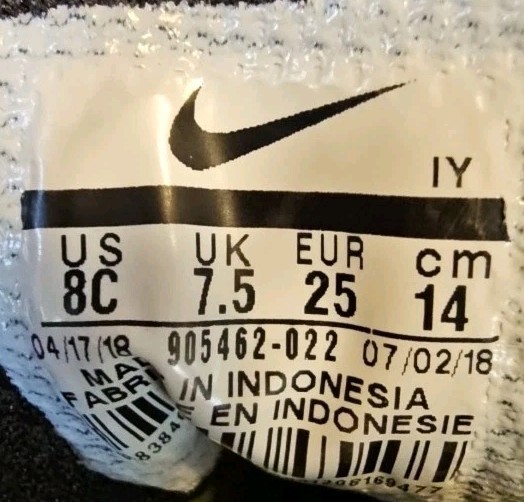 IY
US UK EUR cm
8C 7.5 25 14
04/17/18 905462-022 07/02/18
IN INDONESIA
EN INDONESIE